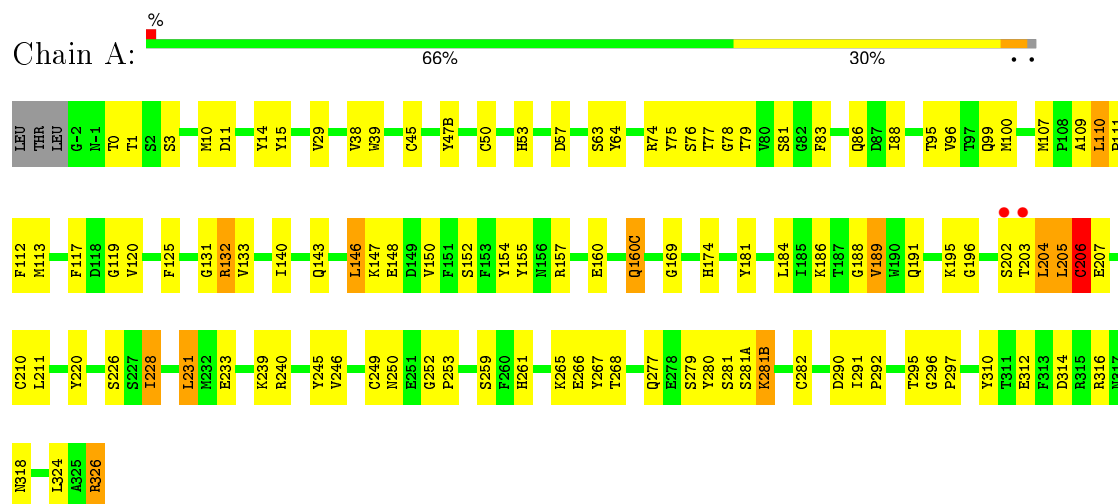 %
Chain A:
66% 30% • •
LEU THR LEU G-2 N-1 T0 T1 S2 S3 M10 D11 Y14 Y15 V29 V38 W39 C45 Y47B C50 H53 D57 S63 Y64 R74 Y75 S76 T77 G78 T79 V80 S81 G82 F83 Q86 D87 I88 T95 V96 T97 Q99 M100 M107 P108 A109 L110 P111
F112 M113 F117 D118 G119 V120 F125 G131 R132 V133 I140 Q143 L146 K147 E148 D149 V150 F151 S152 F153 Y154 Y155 N156 R157 E160 Q160C G169 H174 Y181 L184 I185 K186 T187 G188 V189 W190 Q191 K195 G196 S202 T203 L204 L205 C206 E207
C210 L211 Y220 S226 S227 I228 L231 M232 E233 K239 R240 Y245 V246 C249 N250 E251 G252 P253 S259 F260 H261 K265 E266 Y267 T268 Q277 E278 S279 Y280 S281 S281A K281B C282 D290 I291 P292 T295 G296 P297 Y310 T311 E312 F313 D314 R315 R316 N317
N318 L324 A325 R326